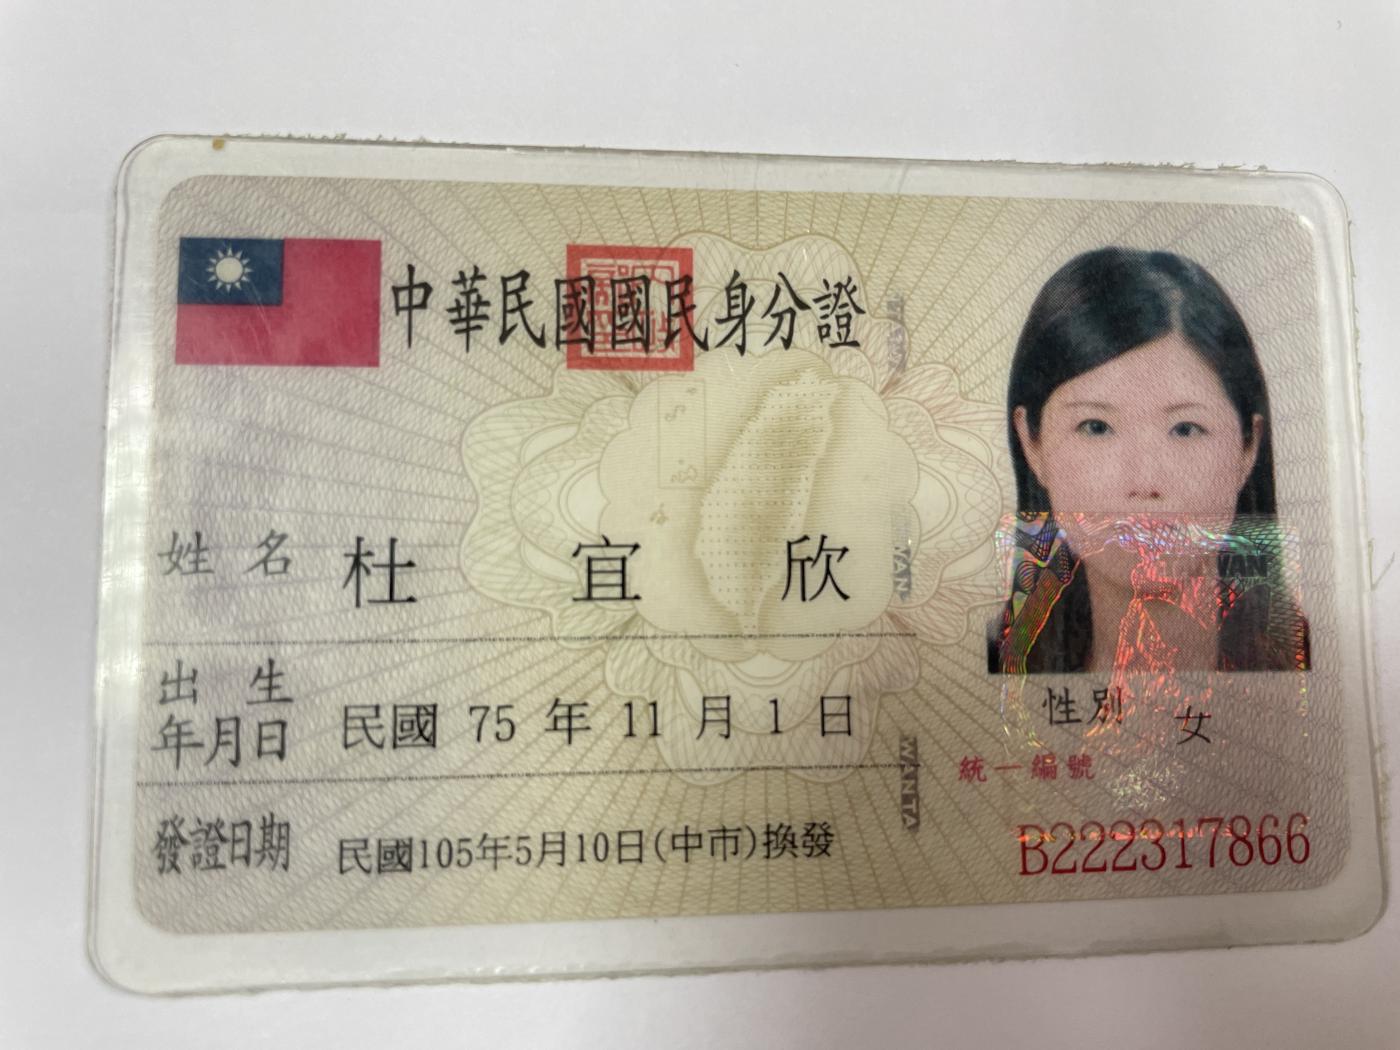 中華民國國民身分證
姓名 杜宜欣
出生年月日 民國 75 年 11 月 1 日
性別 女
統一編號
發證日期 民國105年5月10日(中市)換發
B222317866